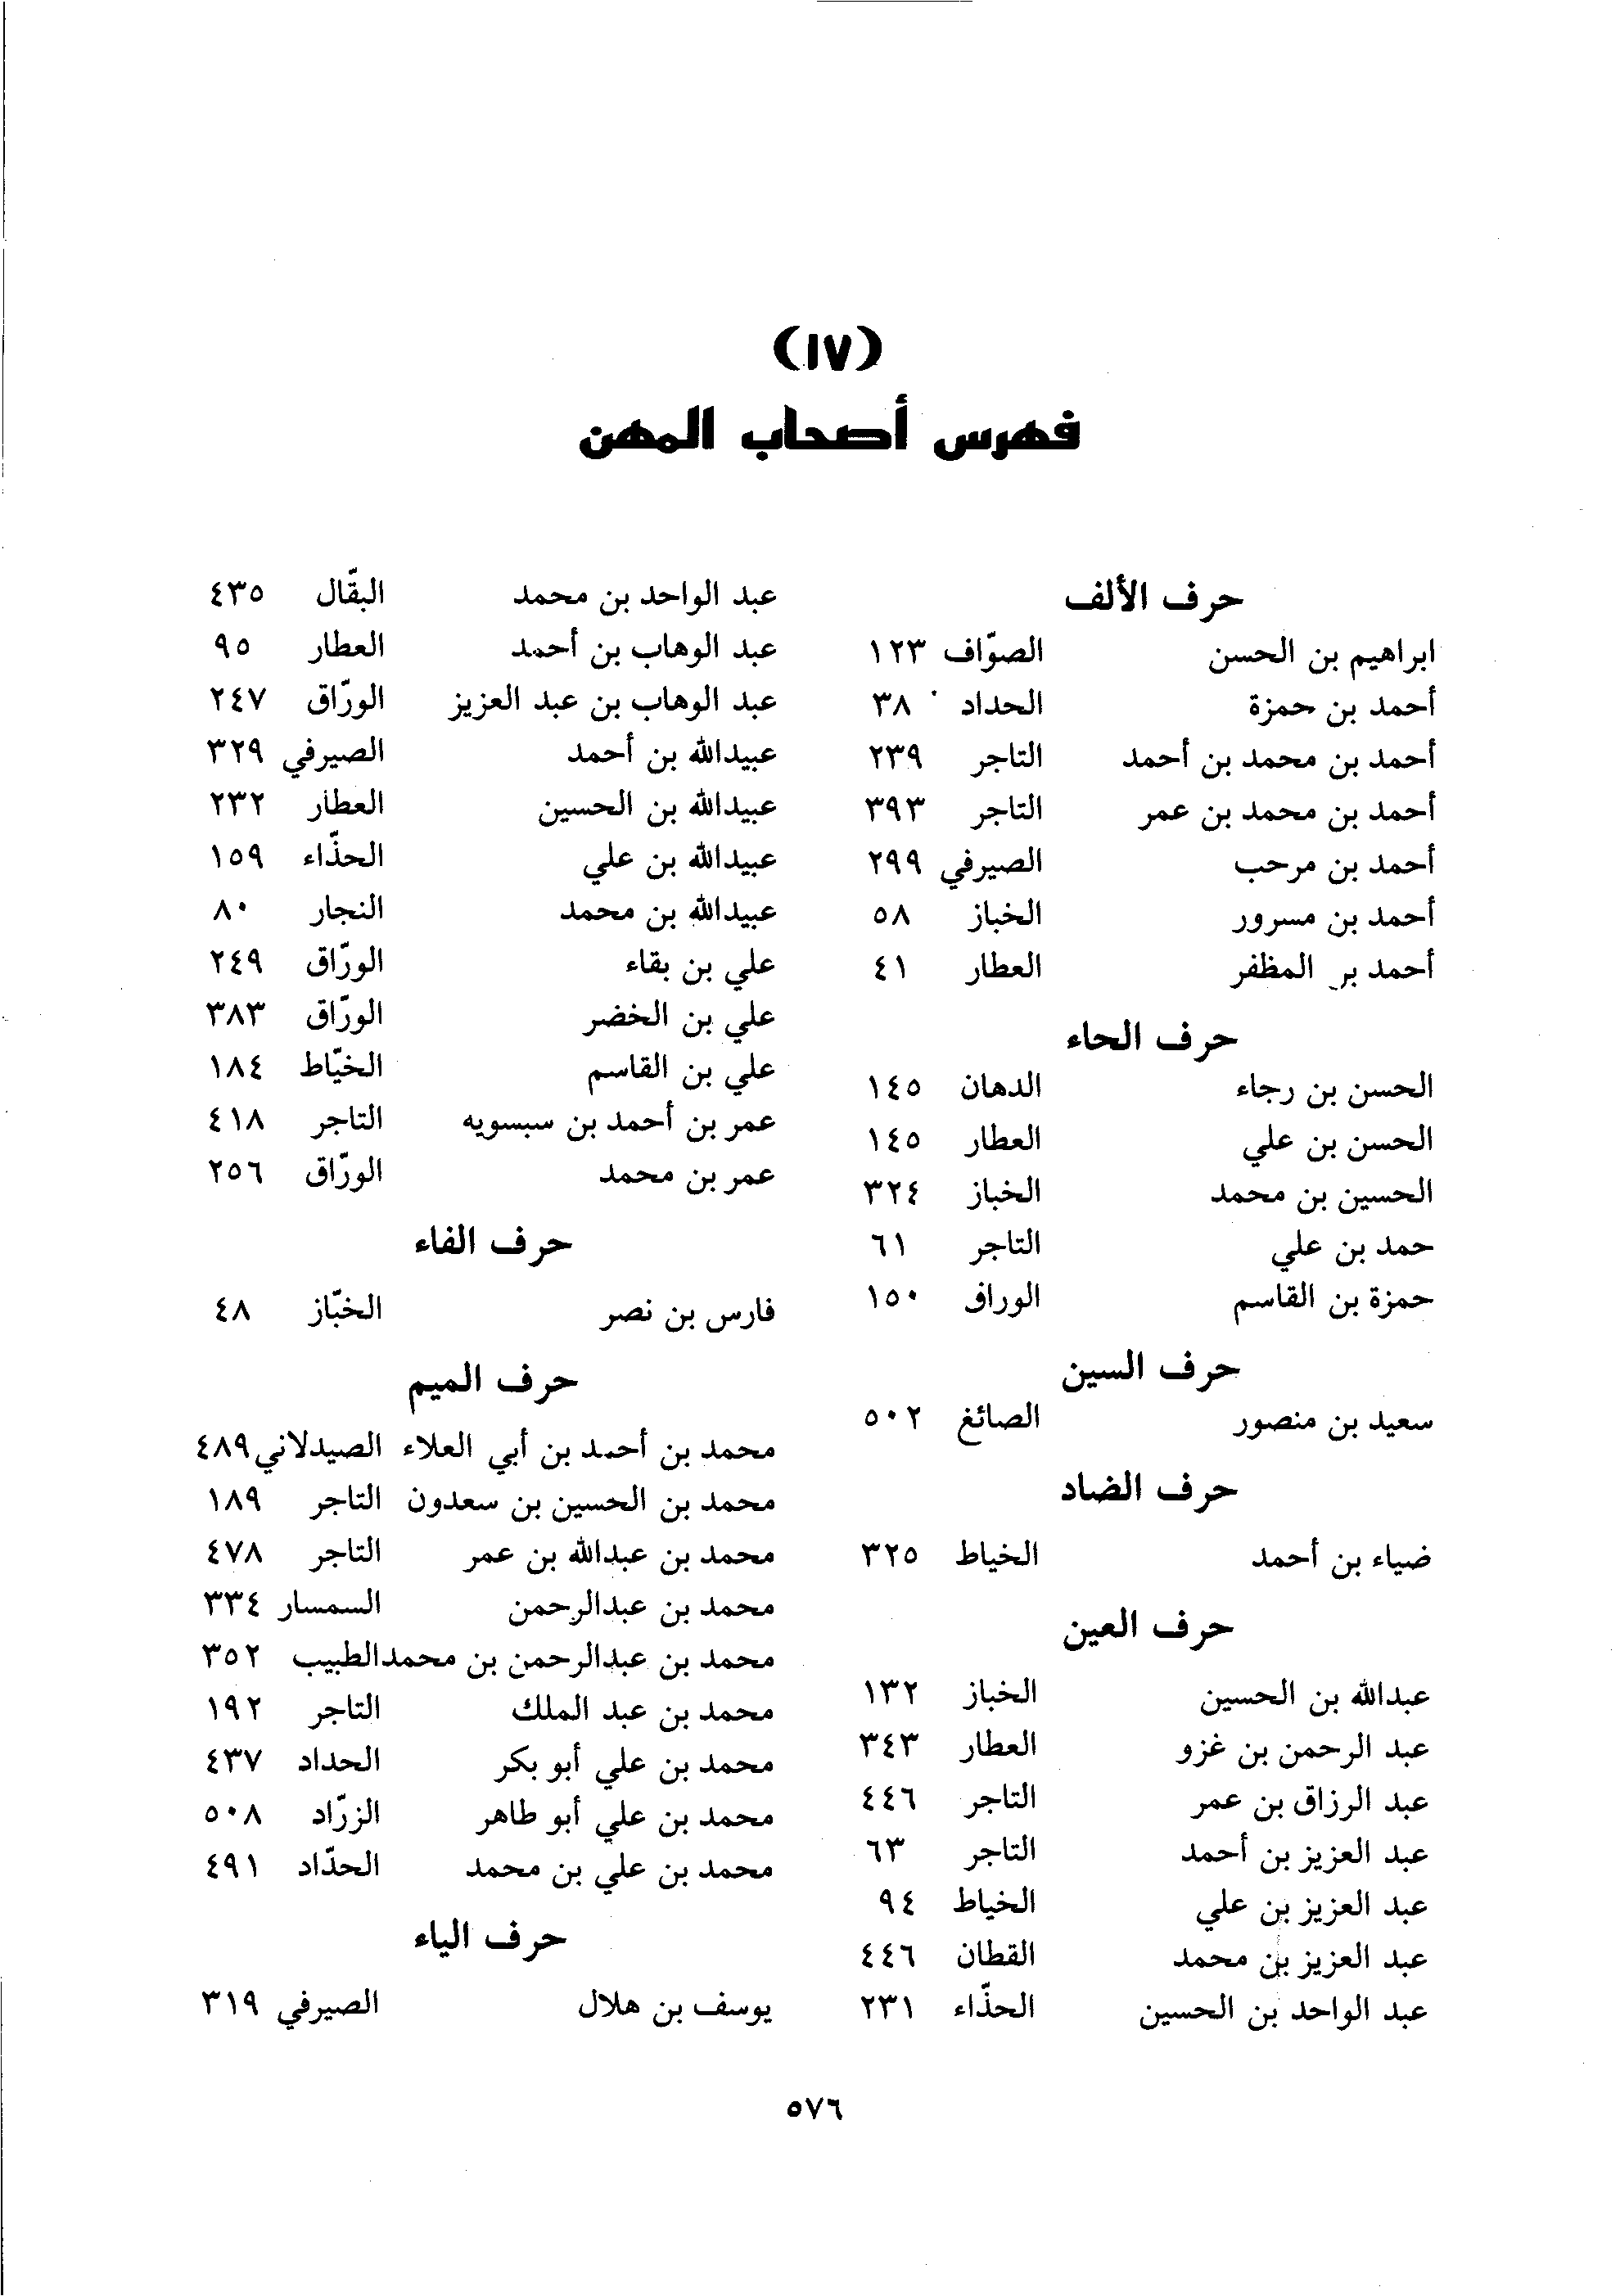 (١٧)
فهرس أصحاب المهن
حرف الألف
ابراهيم بن الحسن الصوّاف ١٢٣
أحمد بن حمزة الحداد ٣٨
أحمد بن محمد بن أحمد التاجر ٢٣٩
أحمد بن محمد بن عمر التاجر ٣٩٣
أحمد بن مرحب الصيرفي ٢٩٩
أحمد بن مسرور الخباز ٥٨
أحمد بن المظفر العطار ٤١
حرف الحاء
الحسن بن رجاء الدهان ١٤٥
الحسن بن علي العطار ١٤٥
الحسين بن محمد الخباز ٣٢٤
حمد بن علي التاجر ٦١
حمزة بن القاسم الوراق ١٥٠
حرف السين
سعيد بن منصور الصائغ ٥٠٢
حرف الضاد
ضياء بن أحمد الخياط ٣٢٥
حرف العين
عبدالله بن الحسين الخباز ١٣٢
عبد الرحمن بن غزو العطار ٣٤٣
عبد الرزاق بن عمر التاجر ٤٤٦
عبد العزيز بن أحمد التاجر ٦٣
عبد العزيز بن علي الخياط ٩٤
عبد العزيز بن محمد القطان ٤٤٦
عبد الواحد بن الحسين الحذّاء ٢٣١
عبد الواحد بن محمد البقّال ٤٣٥
عبد الوهاب بن أحمد العطار ٩٥
عبد الوهاب بن عبد العزيز الورّاق ٢٤٧
عبيدالله بن أحمد الصيرفي ٣٢٩
عبيدالله بن الحسين العطار ٢٣٢
عبيدالله بن علي الحذّاء ١٥٩
عبيدالله بن محمد النجار ٨٠
علي بن بقاء الورّاق ٢٤٩
علي بن الخضر الورّاق ٣٨٣
علي بن القاسم الخيّاط ١٨٤
عمر بن أحمد بن سبسويه التاجر ٤١٨
عمر بن محمد الورّاق ٢٥٦
حرف الفاء
فارس بن نصر الخبّاز ٤٨
حرف الميم
محمد بن أحمد بن أبي العلاء الصيدلاني ٤٨٩
محمد بن الحسين بن سعدون التاجر ١٨٩
محمد بن عبدالله بن عمر التاجر ٤٧٨
محمد بن عبدالرحمن السمسار ٣٣٤
محمد بن عبدالرحمن بن محمدالطبيب ٣٥٢
محمد بن عبد الملك التاجر ١٩٢
محمد بن علي أبو بكر الحداد ٤٣٧
محمد بن علي أبو طاهر الزرّاد ٥٠٨
محمد بن علي بن محمد الحدّاد ٤٩١
حرف الياء
يوسف بن هلال الصيرفي ٣١٩
٥٧٦